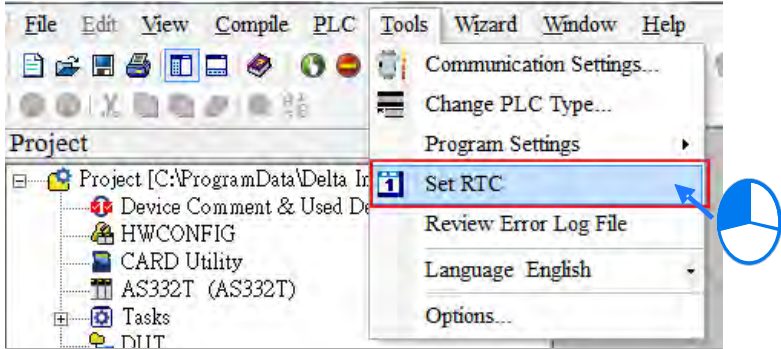 File Edit View Compile PLC Tools Wizard Window Help
Communication Settings...
Change PLC Type...
Program Settings
Set RTC
Review Error Log File
Language English
Options...
Project
Project [C:\ProgramData\Delta
Device Comment & Used
HWCONFIG
CARD Utility
AS332T (AS332T)
Tasks
DUT